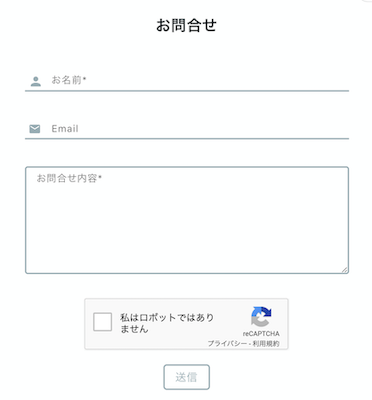 お問合せ
お名前*
Email
お問合せ内容*
私はロボットではあり
ません
reCAPTCHA
プライバシー - 利用規約
送信